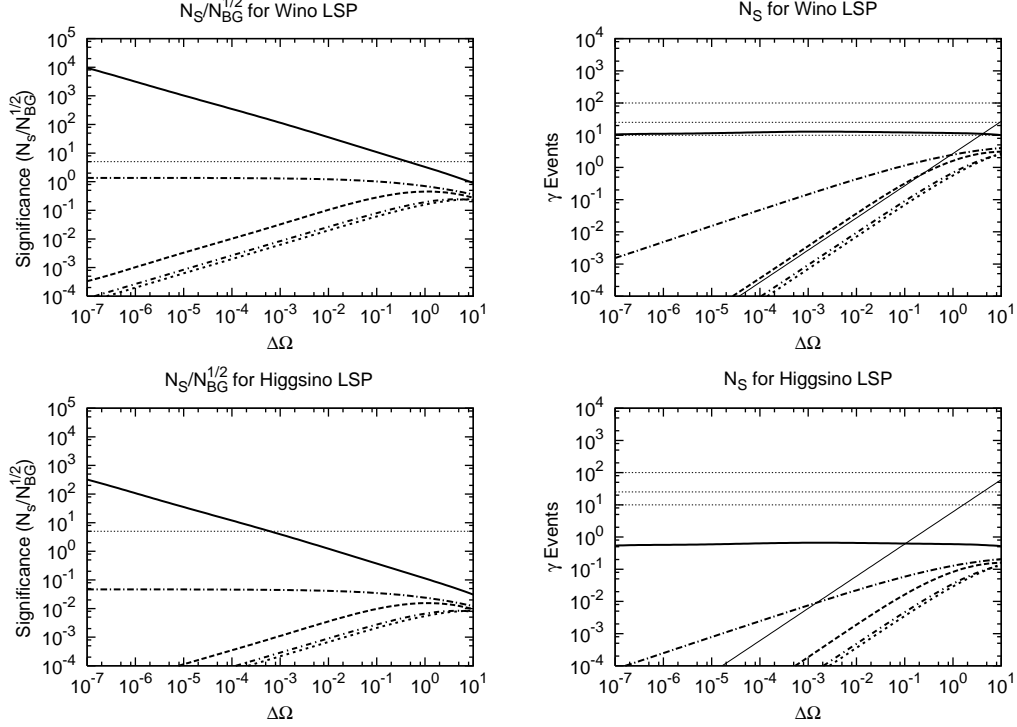 N_S/N_BG^1/2 for Wino LSP
Significance (N_s/N_BG^1/2)
10^5
10^4
10^3
10^2
10^1
10^0
10^-1
10^-2
10^-3
10^-4
10^-7 10^-6 10^-5 10^-4 10^-3 10^-2 10^-1 10^0 10^1
ΔΩ
N_S for Wino LSP
γ Events
10^4
10^3
10^2
10^1
10^0
10^-1
10^-2
10^-3
10^-4
10^-7 10^-6 10^-5 10^-4 10^-3 10^-2 10^-1 10^0 10^1
ΔΩ
N_S/N_BG^1/2 for Higgsino LSP
Significance (N_s/N_BG^1/2)
10^5
10^4
10^3
10^2
10^1
10^0
10^-1
10^-2
10^-3
10^-4
10^-7 10^-6 10^-5 10^-4 10^-3 10^-2 10^-1 10^0 10^1
ΔΩ
N_S for Higgsino LSP
γ Events
10^4
10^3
10^2
10^1
10^0
10^-1
10^-2
10^-3
10^-4
10^-7 10^-6 10^-5 10^-4 10^-3 10^-2 10^-1 10^0 10^1
ΔΩ